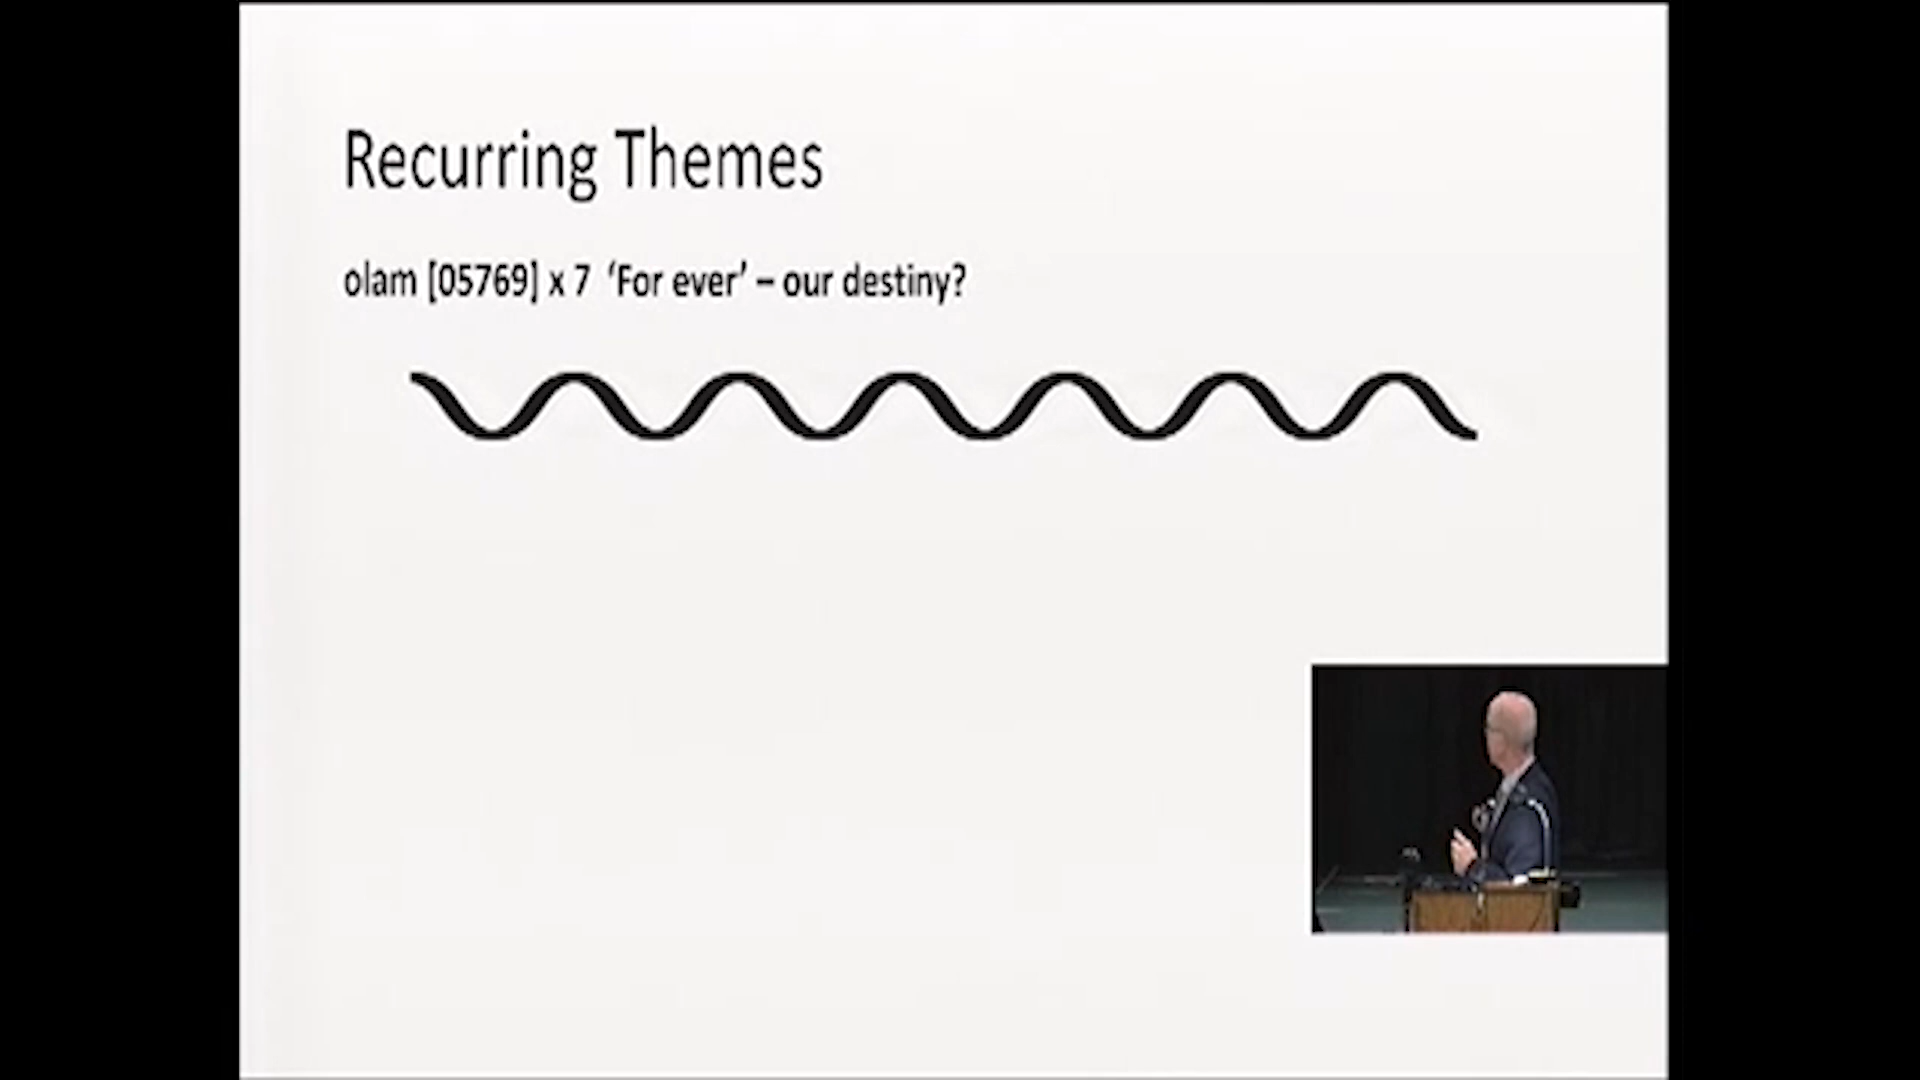 Recurring Themes
olam [05769] x 7 ‘For ever’ – our destiny?